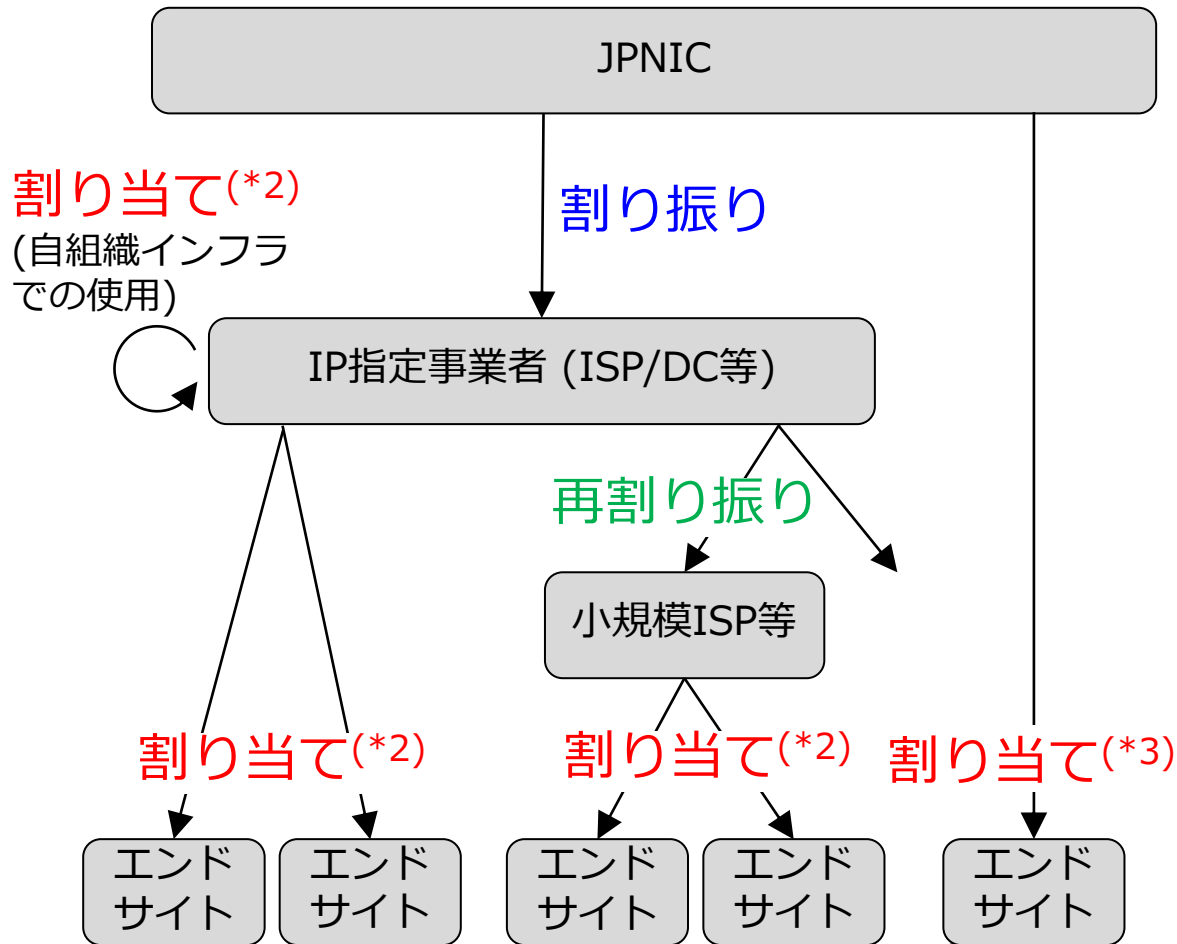 JPNIC
割り当て(*2)
(自組織インフラ
での使用)
割り振り
IP指定事業者 (ISP/DC等)
再割り振り
小規模ISP等
割り当て(*2)
割り当て(*2)
割り当て(*3)
エンド
サイト
エンド
サイト
エンド
サイト
エンド
サイト
エンド
サイト